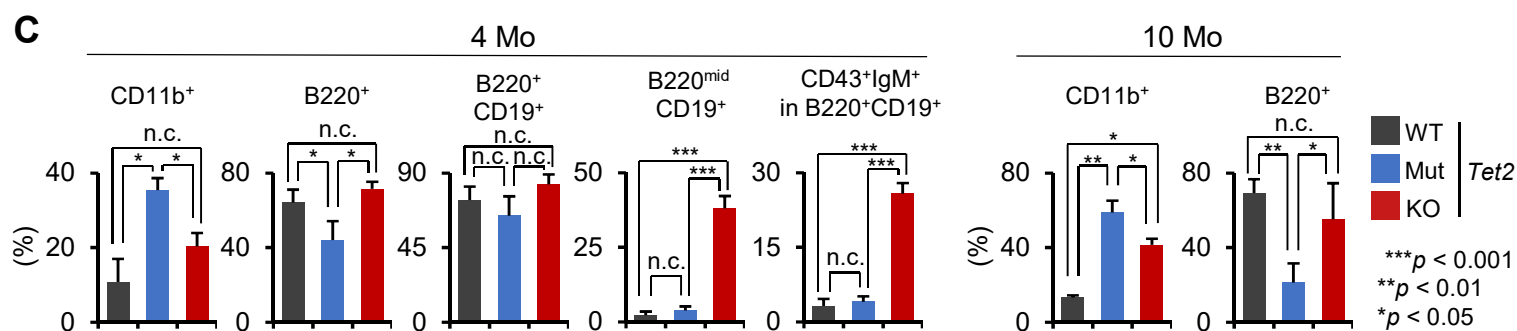 C
4 Mo
10 Mo
CD11b⁺
B220⁺
B220⁺
CD19⁺
B220ᵐⁱᵈ
CD19⁺
CD43⁺IgM⁺
in B220⁺CD19⁺
CD11b⁺
B220⁺
(%)
40
20
0
n.c.
*
*
80
40
0
n.c.
*
*
90
45
0
n.c.
n.c.
n.c.
50
25
0
***
***
n.c.
30
15
0
***
***
n.c.
(%)
80
40
0
*
**
*
80
40
0
n.c.
**
*
WT
Mut
KO
Tet2
***p < 0.001
**p < 0.01
*p < 0.05